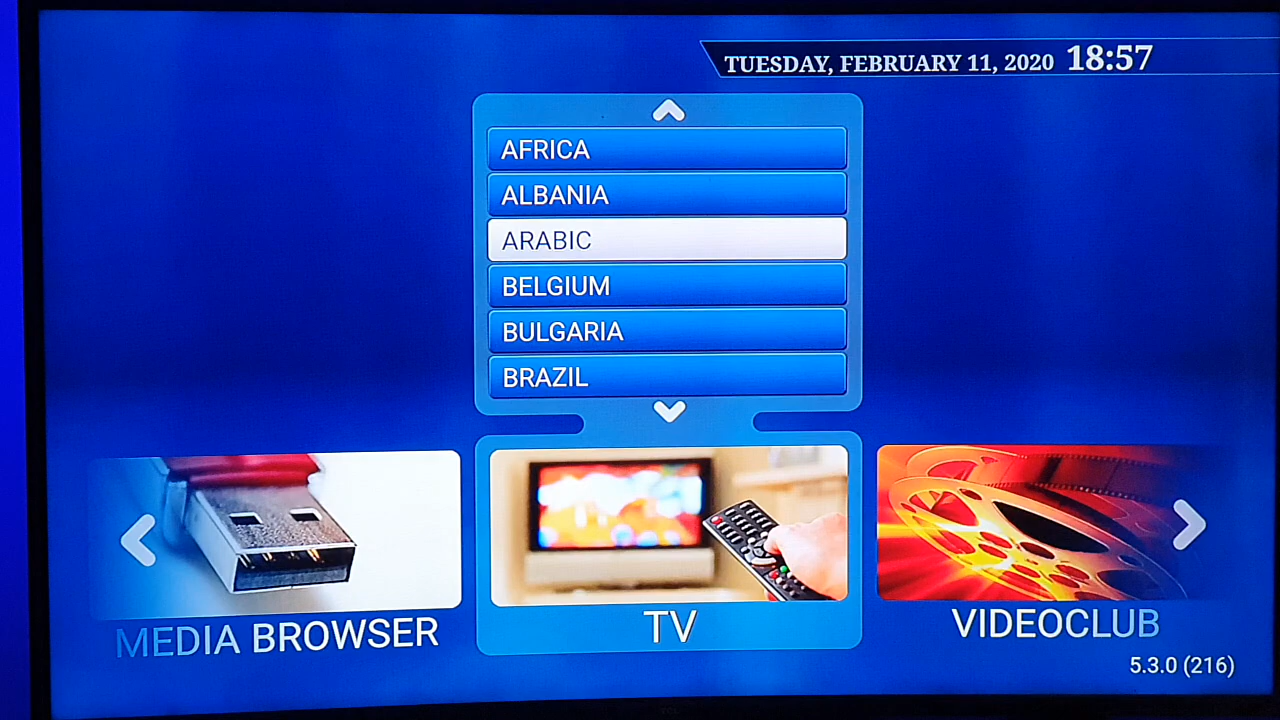 TUESDAY, FEBRUARY 11, 2020 18:57
AFRICA
ALBANIA
ARABIC
BELGIUM
BULGARIA
BRAZIL
MEDIA BROWSER
TV
VIDEOCLUB
5.3.0 (216)